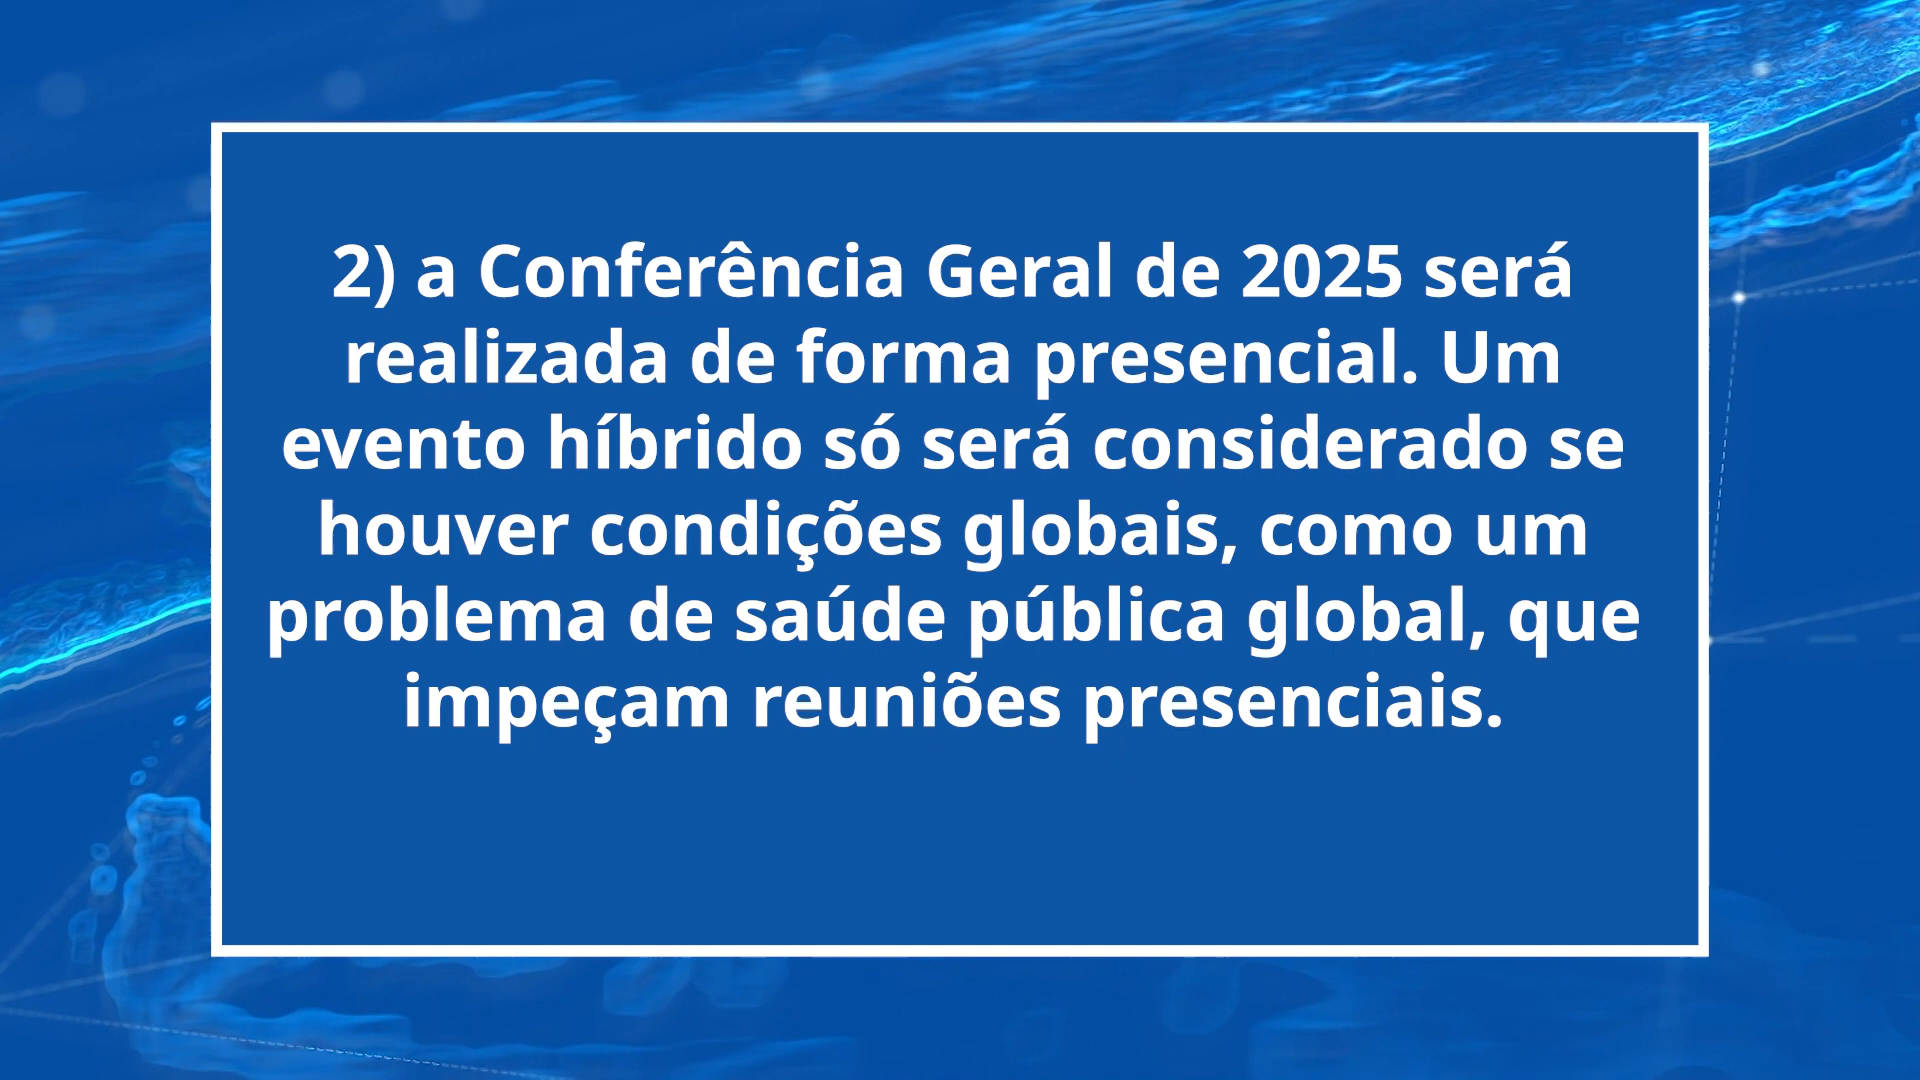 2) a Conferência Geral de 2025 será
realizada de forma presencial. Um
evento híbrido só será considerado se
houver condições globais, como um
problema de saúde pública global, que
impeçam reuniões presenciais.